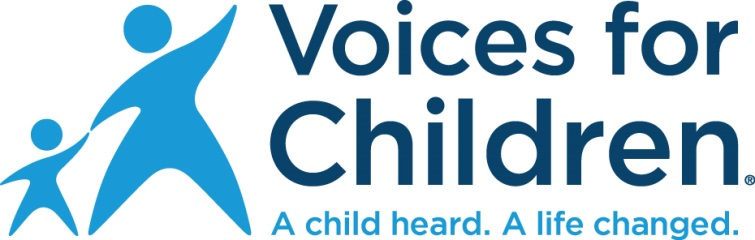 Voices for
Children®
A child heard. A life changed.